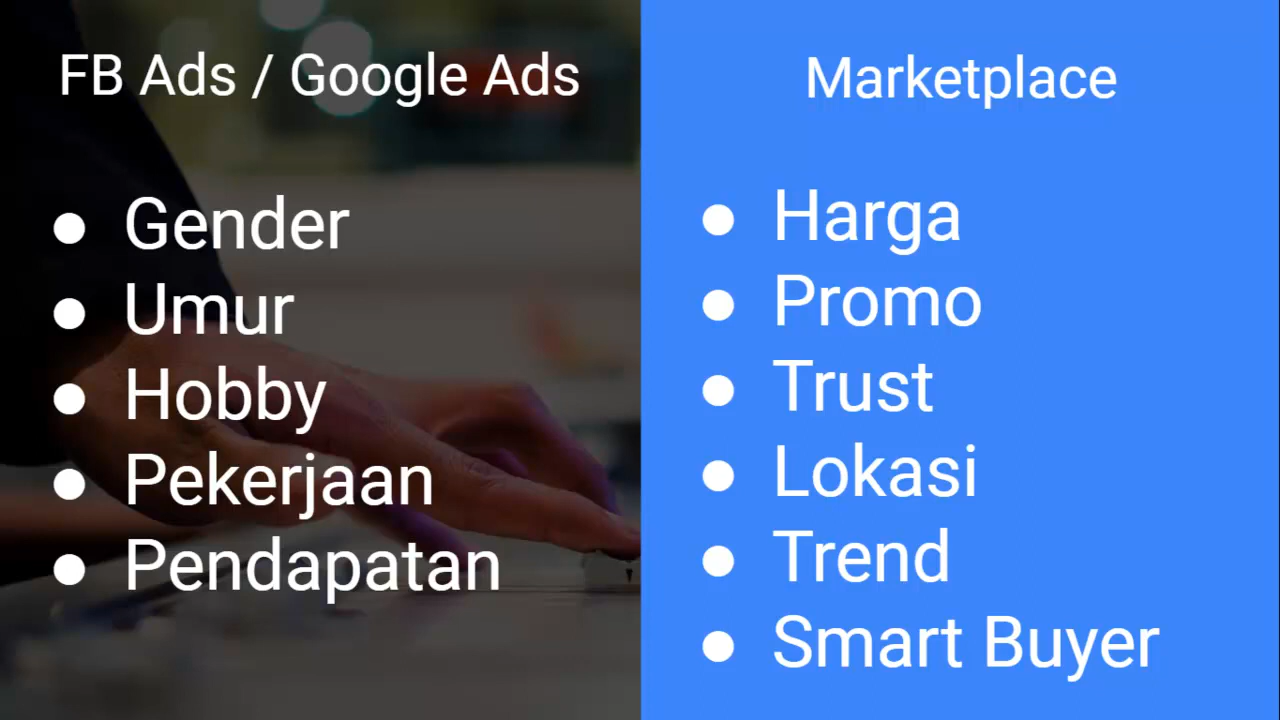 FB Ads / Google Ads
● Gender
● Umur
● Hobby
● Pekerjaan
● Pendapatan
Marketplace
● Harga
● Promo
● Trust
● Lokasi
● Trend
● Smart Buyer